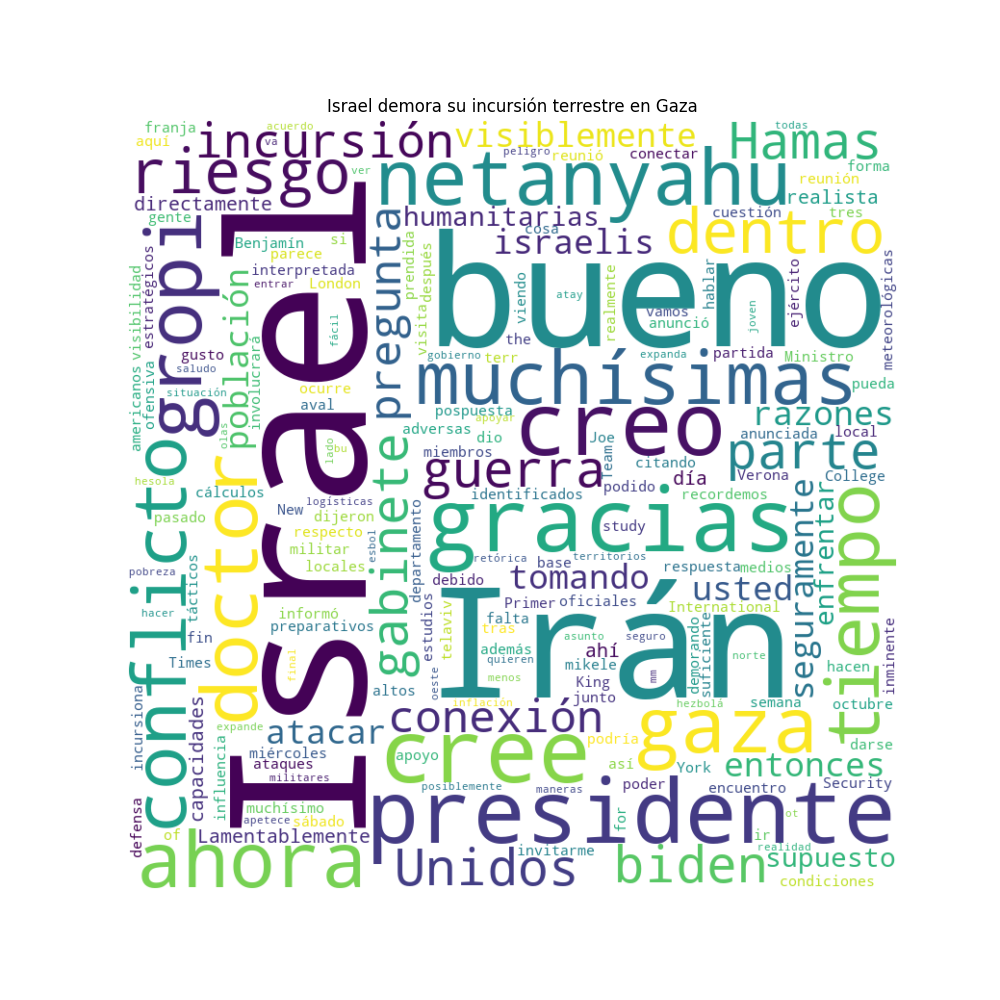 Israel demora su incursión terrestre en Gaza
franja
acuerdo
incursión
visiblemente
todas
Hamas
aquí
va
peligro
reunió
conectar
riesgo
ver
netanyahu
forma
reunión
directamente
realista
gente
humanitarias
cuestión
tres
dentro
Benjamín
si
cosa
israelis
parece
interpretada
entrar
London
Israel
bueno
pregunta
prendida
después
visita
viendo
atay
realmente
hablar
vamos
joven
ejército
meteorológicas
anunció
the
terr
gobierno
expanda
partida
Ministro
americanos
visibilidad
estratégicos
ofensiva
gropi
población
involucrará
fácil
gusto
saludo
situación
ocurre
aval
muchísimas
pueda
pospuesta
apoyar
adversas
dio
miembros
creo
razones
Joe
Team
anunciada
local
parte
citando
conflicto
olas
lado
bu
hesola
cálculos
guerra
identificados
podido
día
recordemos
Verona
College
New
logísticas
pasado
dijeron
doctor
respecto
militar
locales
esbol
gabinete
gracias
study
seguramente
enfrentar
tiempo
pobreza
hacer
tácticos
departamento
retórica
base
territorios
respuesta
medios
debido
tomando
usted
informó
preparativos
Primer
oficiales
International
falta
fin
estudios
telaviv
tras
además
asunto
seguro
demorando
suficiente
inminente
Times
final
quieren
ahí
mikele
norte
hacen
altos
oeste
menos
King
junto
mm
hezbolá
semana
octubre
Irán
inflación
incursiona
capacidades
influencia
expande
atacar
conexión
podría
gaza
darse
miércoles
ataques
militares
apoyo
cree
así
York
entonces
posiblemente
maneras
poder
encuentro
Security
muchísimo
apetece
sábado
presidente
for
ot
defensa
of
Lamentablemente
ir
realidad
ahora
Unidos
invitarme
biden
supuesto
condiciones